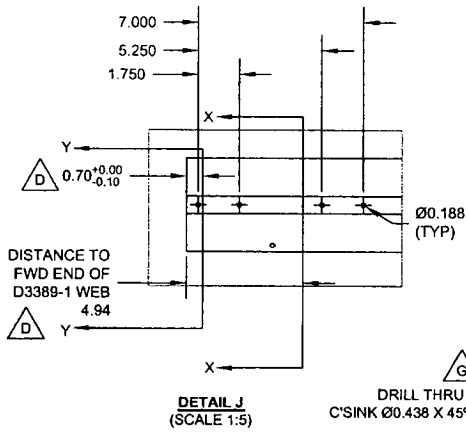 7.000
5.250
1.750
X
Y
D
0.70 +0.00
-0.10
Ø0.188
(TYP)
DISTANCE TO
FWD END OF
D3389-1 WEB
4.94
D
Y
X
G
DETAIL J
(SCALE 1:5)
DRILL THRU
C'SINK Ø0.438 X 45°